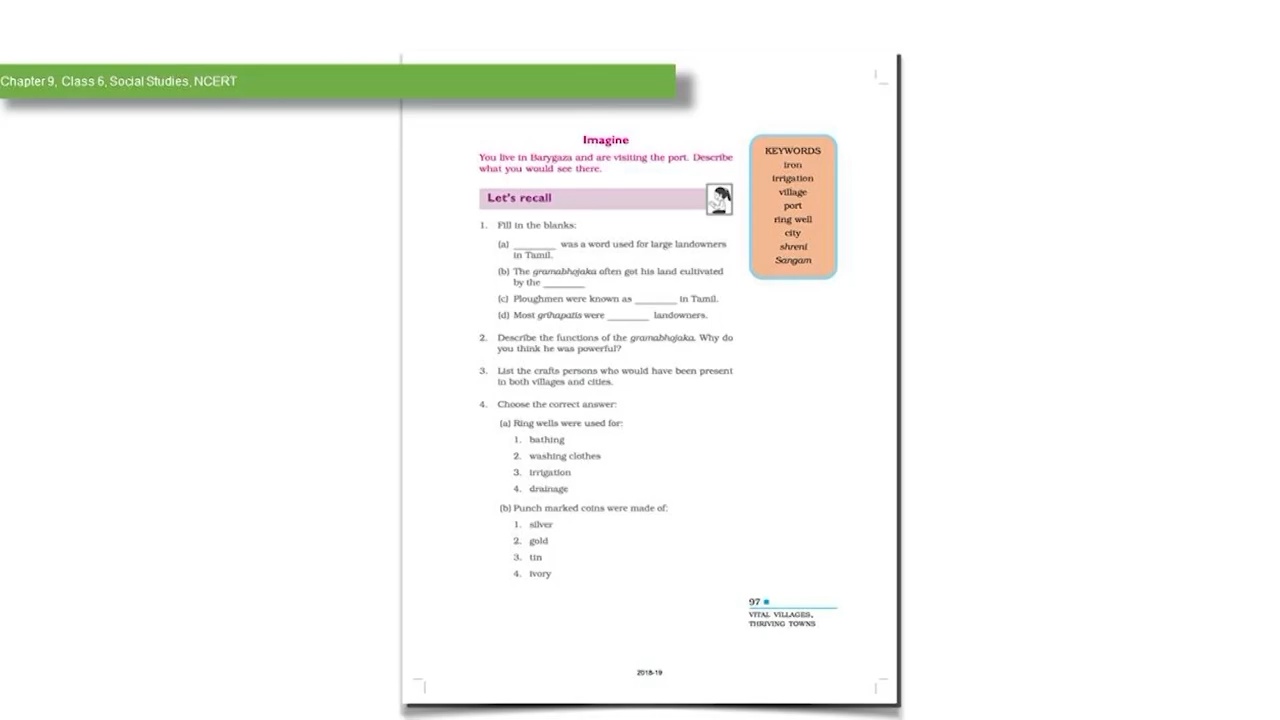 Chapter 9, Class 6, Social Studies, NCERT
Imagine
You live in Barygaza and are visiting the port. Describe
what you would see there.
Let's recall
1. Fill in the blanks:
(a) ________ was a word used for large landowners
in Tamil.
(b) The gramabhojaka often got his land cultivated
by the ________
(c) Ploughmen were known as ________ in Tamil.
(d) Most grihapatis were ________ landowners.
2. Describe the functions of the gramabhojaka. Why do
you think he was powerful?
3. List the crafts persons who would have been present
in both villages and cities.
4. Choose the correct answer:
(a) Ring wells were used for:
1. bathing
2. washing clothes
3. irrigation
4. drainage
(b) Punch marked coins were made of:
1. silver
2. gold
3. tin
4. ivory
KEYWORDS
iron
irrigation
village
port
ring well
city
shreni
Sangam
97
VITAL VILLAGES,
THRIVING TOWNS
2018-19